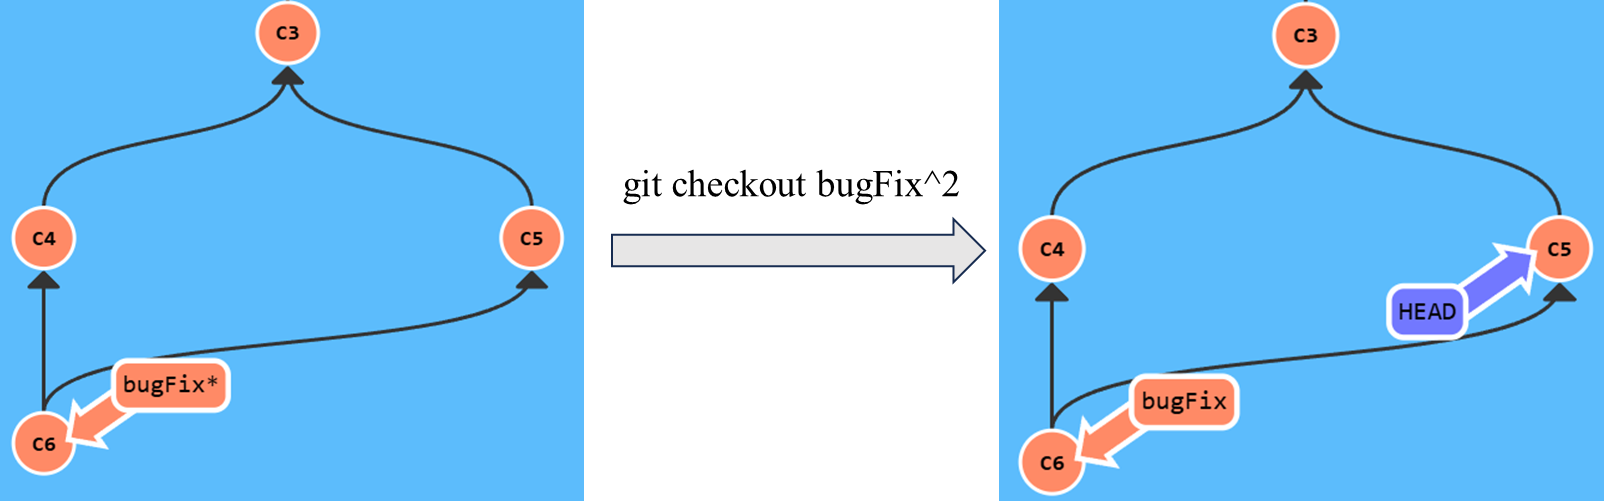 C3
C4
C5
bugFix*
C6
git checkout bugFix^2
C3
C4
C5
HEAD
bugFix
C6